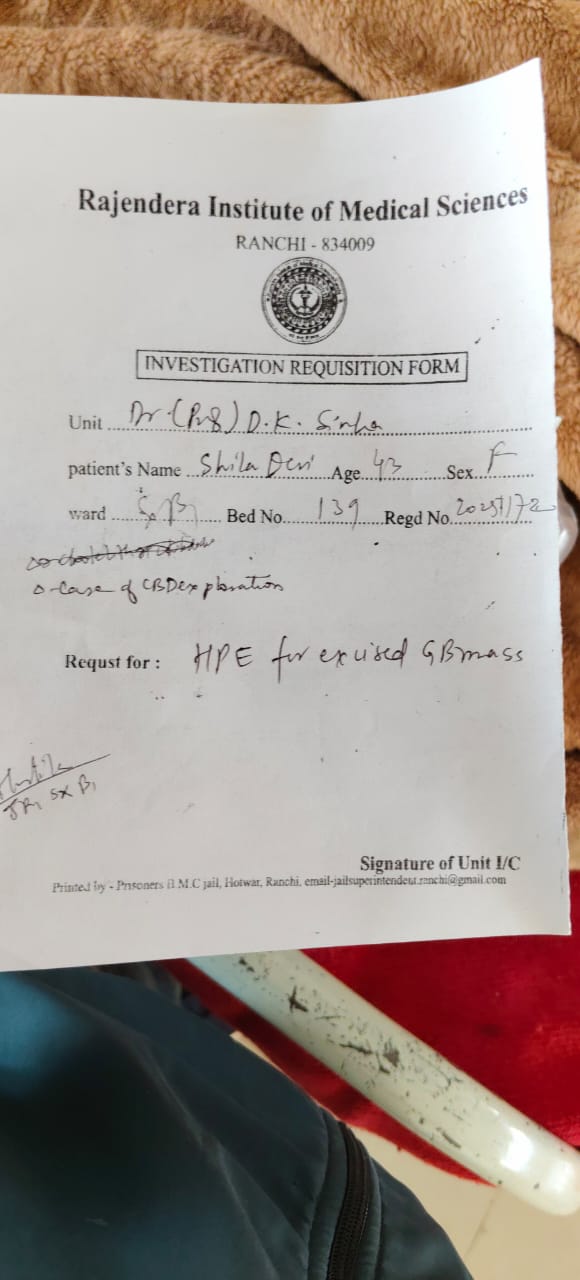 Rajendera Institute of Medical Sciences
RANCHI - 834009
INVESTIGATION REQUISITION FORM
Unit Dr (Prof) D.K. Sinha
patient's Name Shila Devi Age 43 Sex F
ward Sx B1 Bed No. 139 Regd No.
Case of CBD exploration
Requst for : HPE for excised GB mass
JR1 Sx B1
Signature of Unit I/C
Printed by - Prisoners B.M.C jail, Hotwar, Ranchi, email-jailsuperintendent.ranchi@gmail.com